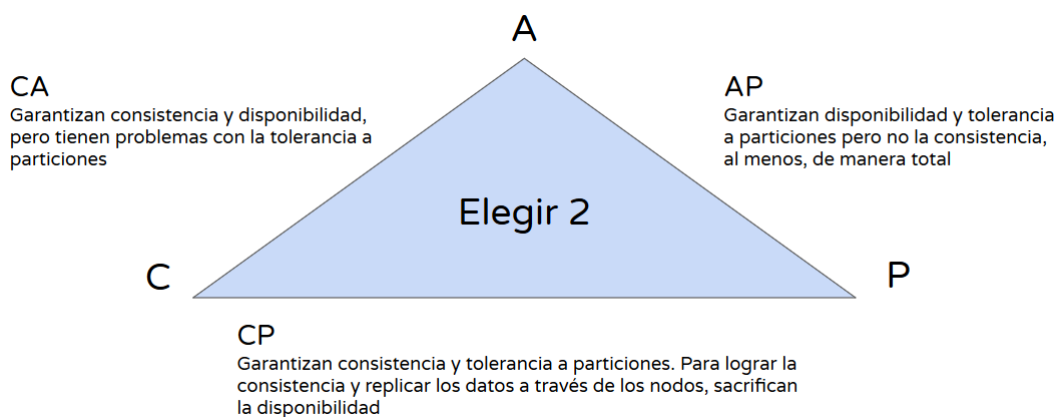 A
CA
Garantizan consistencia y disponibilidad,
pero tienen problemas con la tolerancia a
particiones
AP
Garantizan disponibilidad y tolerancia
a particiones pero no la consistencia,
al menos, de manera total
Elegir 2
C
P
CP
Garantizan consistencia y tolerancia a particiones. Para lograr la
consistencia y replicar los datos a través de los nodos, sacrifican
la disponibilidad